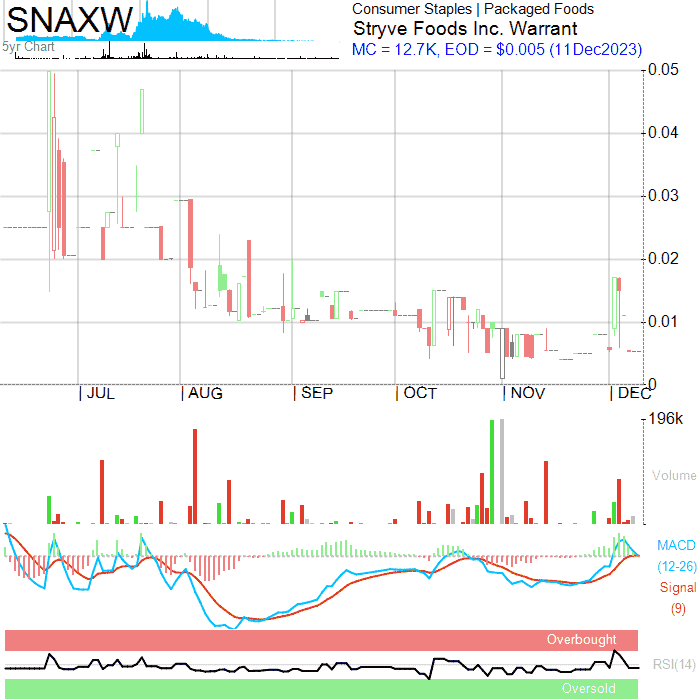 SNAXW
5yr Chart
Consumer Staples | Packaged Foods
Stryve Foods Inc. Warrant
MC = 12.7K, EOD = $0.005 (11Dec2023)
0.05
0.04
0.03
0.02
0.01
0
| JUL | AUG | SEP | OCT | NOV | DEC
196k
Volume
MACD
(12-26)
Signal
(9)
Overbought
RSI(14)
Oversold